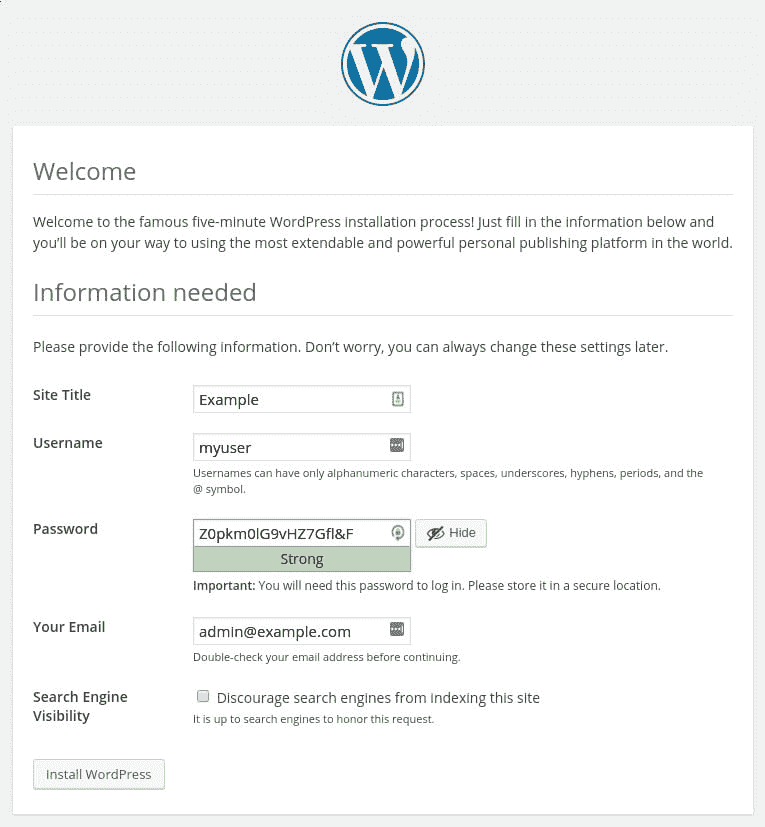 Welcome
Welcome to the famous five-minute WordPress installation process! Just fill in the information below and
you'll be on your way to using the most extendable and powerful personal publishing platform in the world.
Information needed
Please provide the following information. Don't worry, you can always change these settings later.
Site Title
Example
Username
myuser
Usernames can have only alphanumeric characters, spaces, underscores, hyphens, periods, and the
@ symbol.
Password
Z0pkm0lG9vHZ7Gfl&F
Hide
Strong
Important: You will need this password to log in. Please store it in a secure location.
Your Email
admin@example.com
Double-check your email address before continuing.
Search Engine
Visibility
Discourage search engines from indexing this site
It is up to search engines to honor this request.
Install WordPress